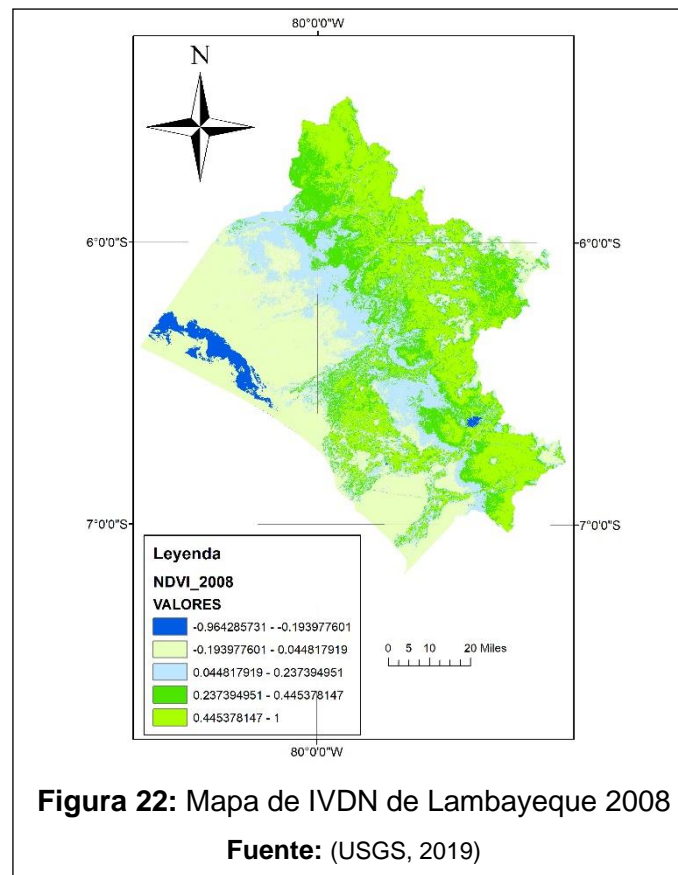 80°0'0"W
N
6°0'0"S
6°0'0"S
7°0'0"S
7°0'0"S
Leyenda
NDVI_2008
VALORES
-0.964285731 - -0.193977601
-0.193977601 - 0.044817919
0.044817919 - 0.237394951
0.237394951 - 0.445378147
0.445378147 - 1
0 5 10 20 Miles
80°0'0"W
Figura 22: Mapa de IVDN de Lambayeque 2008
Fuente: (USGS, 2019)